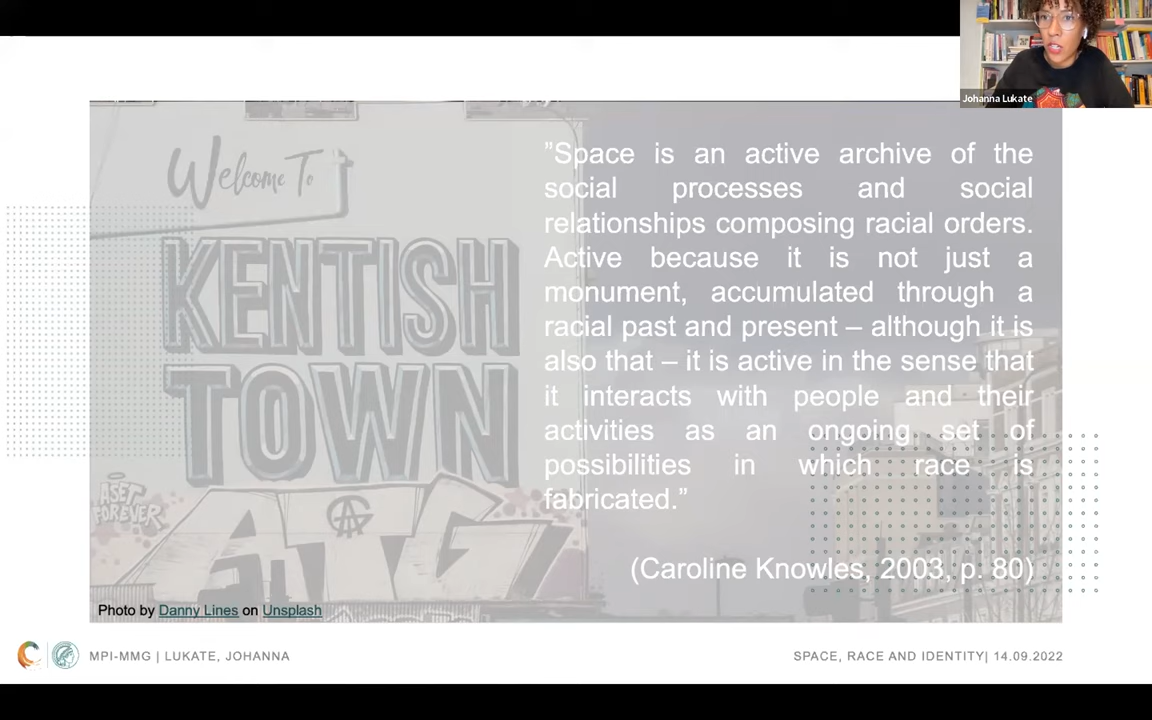 Johanna Lukate
Welcome To
KENTISH
TOWN
ASET
FOREVER
ATG
”Space is an active archive of the
social processes and social
relationships composing racial orders.
Active because it is not just a
monument, accumulated through a
racial past and present – although it is
also that – it is active in the sense that
it interacts with people and their
activities as an ongoing set of
possibilities in which race is
fabricated.”
(Caroline Knowles, 2003, p. 80)
Photo by Danny Lines on Unsplash
MPI-MMG | LUKATE, JOHANNA
SPACE, RACE AND IDENTITY| 14.09.2022